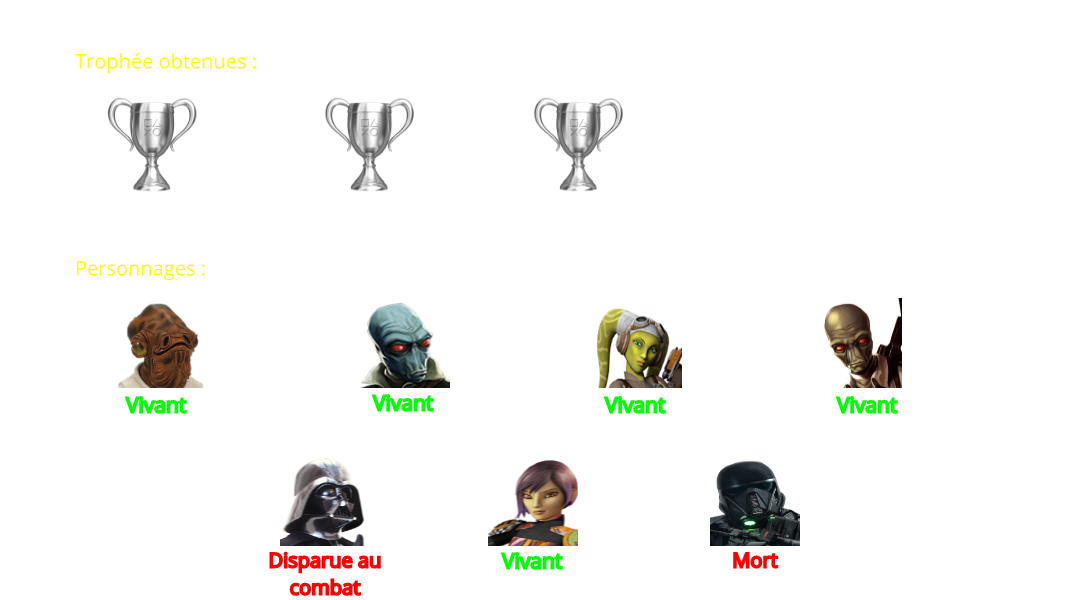 Trophée obtenues :
Personnages :
Vivant
Vivant
Vivant
Vivant
Disparue au
combat
Vivant
Mort